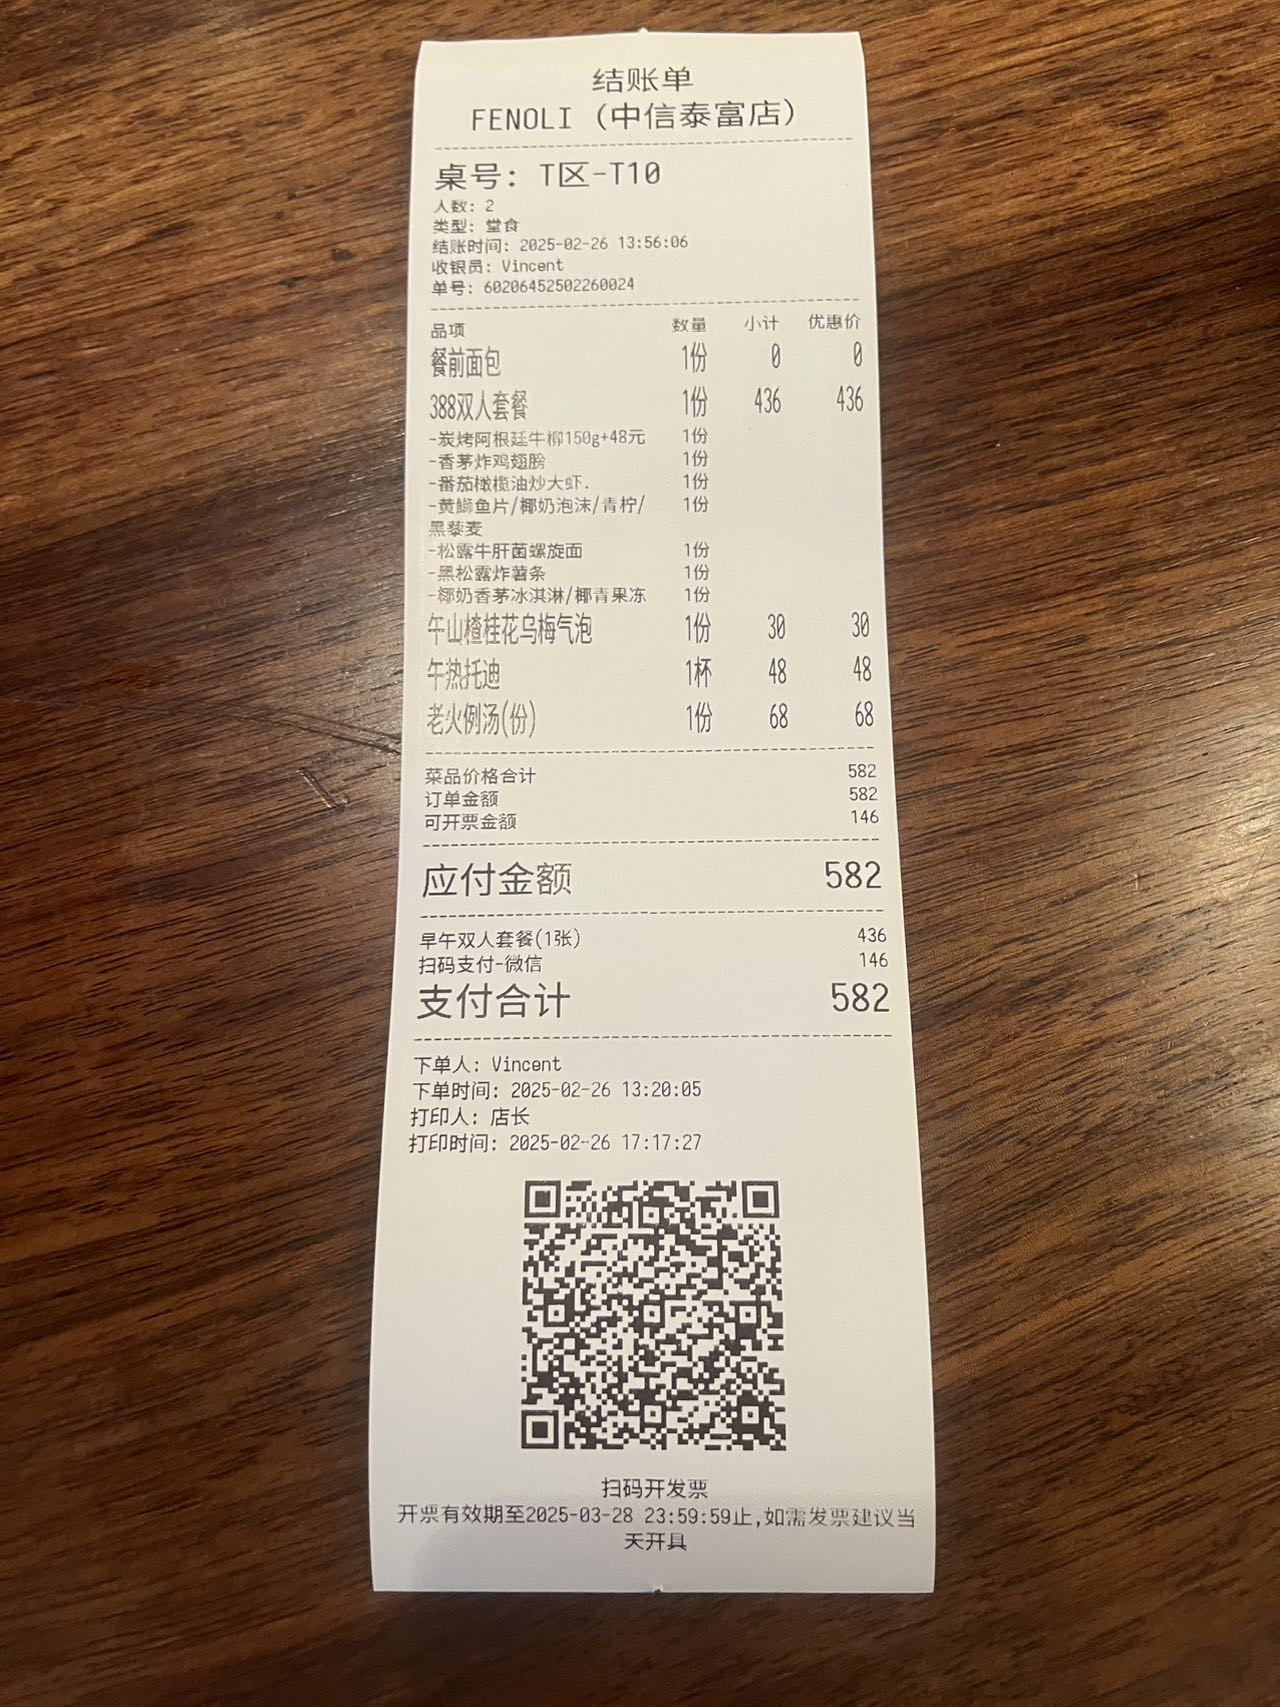 结账单
FENOLI (中信泰富店)
桌号: T区-T10
人数: 2
类型: 堂食
结账时间: 2025-02-26 13:56:06
收银员: Vincent
单号: 60206452502260024
品项 数量 小计 优惠价
餐前面包 1份 0 0
388双人套餐 1份 436 436
-炭烤阿根廷牛柳150g+48元 1份
-香茅炸鸡翅膀 1份
-番茄橄榄油炒大虾. 1份
-黄鰤鱼片/椰奶泡沫/青柠/ 1份
黑藜麦
-松露牛肝菌螺旋面 1份
-黑松露炸薯条 1份
-椰奶香茅冰淇淋/椰青果冻 1份
午山楂桂花乌梅气泡 1份 30 30
午热托迪 1杯 48 48
老火例汤(份) 1份 68 68
菜品价格合计 582
订单金额 582
可开票金额 146
应付金额 582
早午双人套餐(1张) 436
扫码支付-微信 146
支付合计 582
下单人: Vincent
下单时间: 2025-02-26 13:20:05
打印人: 店长
打印时间: 2025-02-26 17:17:27
扫码开发票
开票有效期至2025-03-28 23:59:59止,如需发票建议当
天开具